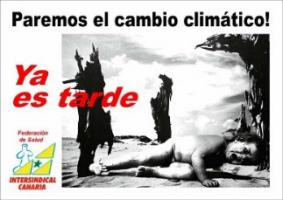 Paremos el cambio climático!
Ya
es tarde
Federación
de Salud
INTERSINDICAL
CANARIA